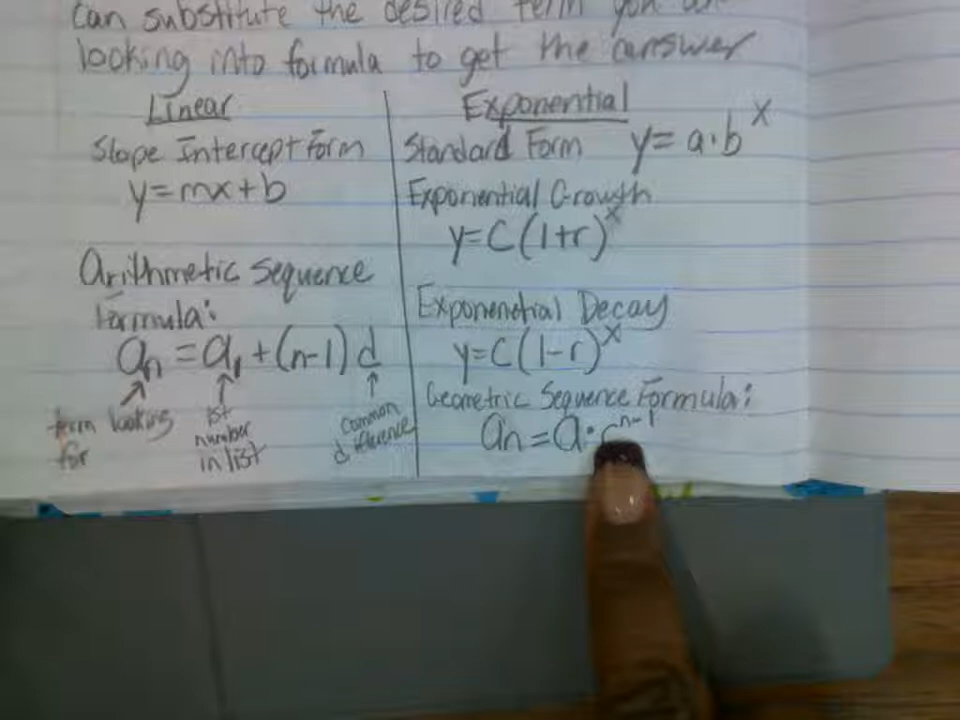 can substitute the desired term you
looking into formula to get the answer
Linear
Slope Intercept Form
y=mx+b
Arithmetic Sequence
Formula:
an = a1 + (n-1) d
term looking
for
1st
number
in list
common
difference
Exponential
Standard Form y= a·b^x
Exponential Growth
y=C(1+r)^x
Exponenetial Decay
y=C(1-r)^x
Geometric Sequence Formula:
an = a·r^n-1